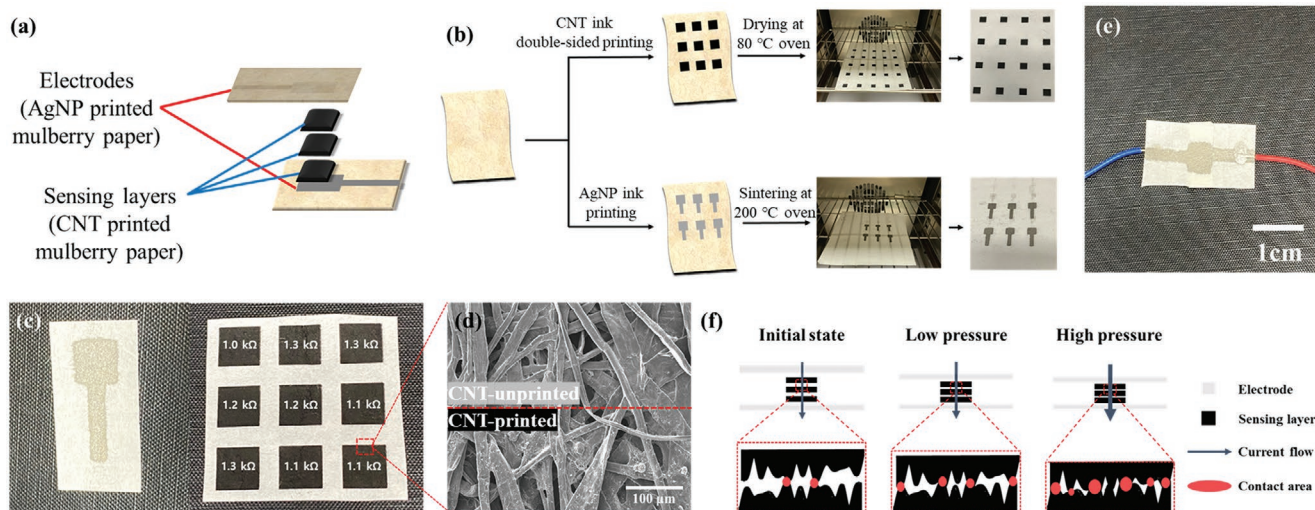 (a)
Electrodes
(AgNP printed
mulberry paper)
Sensing layers
(CNT printed
mulberry paper)
(b)
CNT ink
double-sided printing
Drying at
80 ℃ oven
AgNP ink
printing
Sintering at
200 ℃ oven
(e)
1cm
(c)
1.0 kΩ
1.3 kΩ
1.3 kΩ
1.2 kΩ
1.2 kΩ
1.1 kΩ
1.3 kΩ
1.1 kΩ
1.1 kΩ
(d)
CNT-unprinted
CNT-printed
100 μm
(f)
Initial state
Low pressure
High pressure
Electrode
Sensing layer
Current flow
Contact area